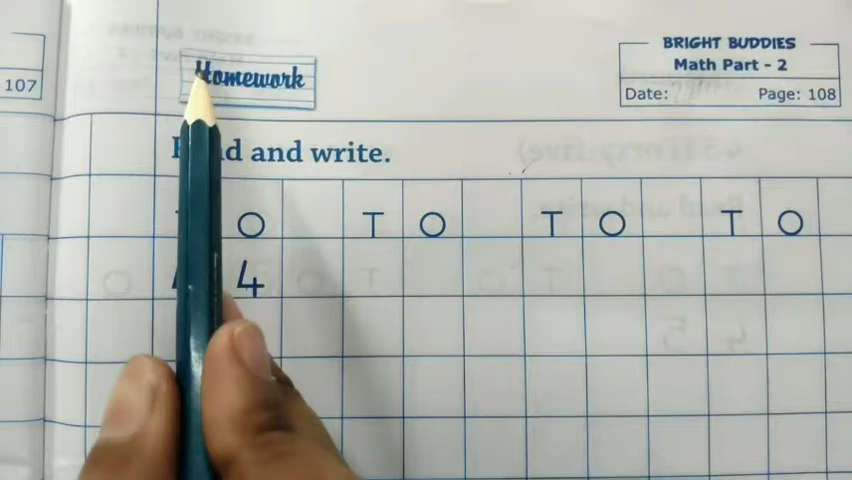 107
Homework
BRIGHT BUDDIES
Math Part - 2
Date: Page: 108
and write.
O T O T O T O
4